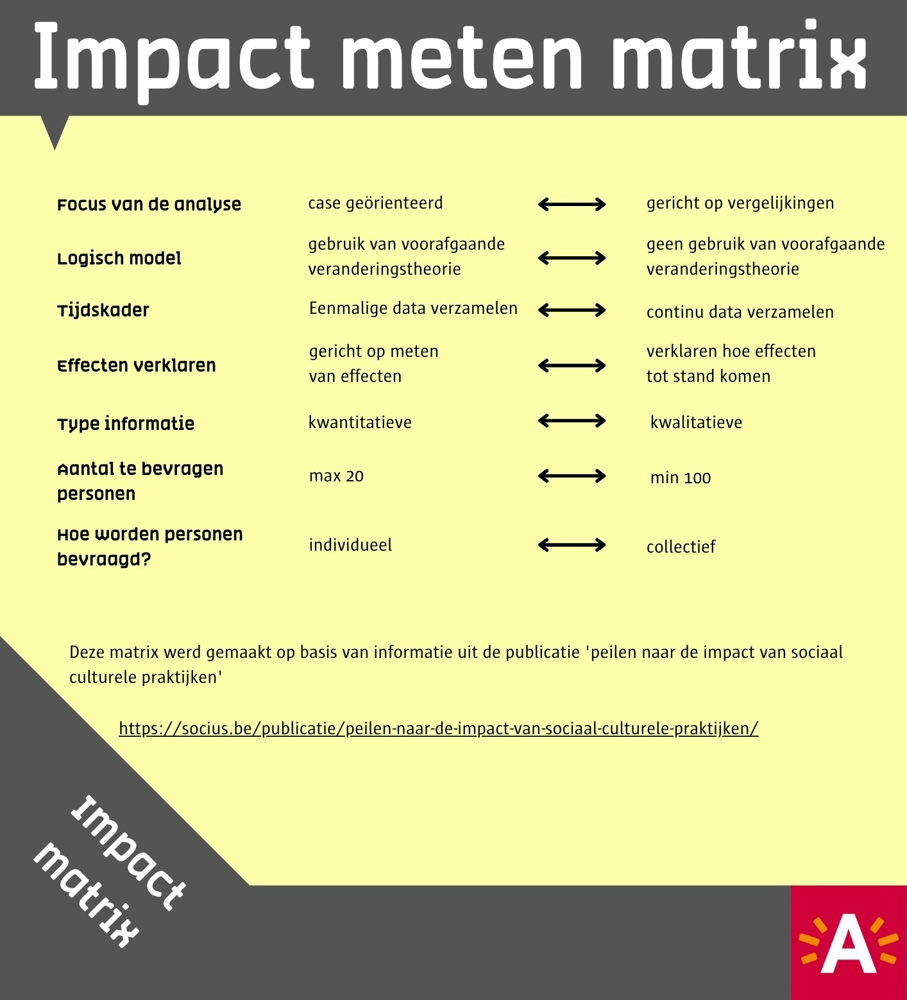 Impact meten matrix
Focus van de analyse case geörienteerd gericht op vergelijkingen
Logisch model gebruik van voorafgaande veranderingstheorie geen gebruik van voorafgaande veranderingstheorie
Tijdskader Eenmalige data verzamelen continu data verzamelen
Effecten verklaren gericht op meten van effecten verklaren hoe effecten tot stand komen
Type informatie kwantitatieve kwalitatieve
Aantal te bevragen personen max 20 min 100
Hoe worden personen bevraagd? individueel collectief
Deze matrix werd gemaakt op basis van informatie uit de publicatie 'peilen naar de impact van sociaal
culturele praktijken'
https://socius.be/publicatie/peilen-naar-de-impact-van-sociaal-culturele-praktijken/
Impact
matrix
A